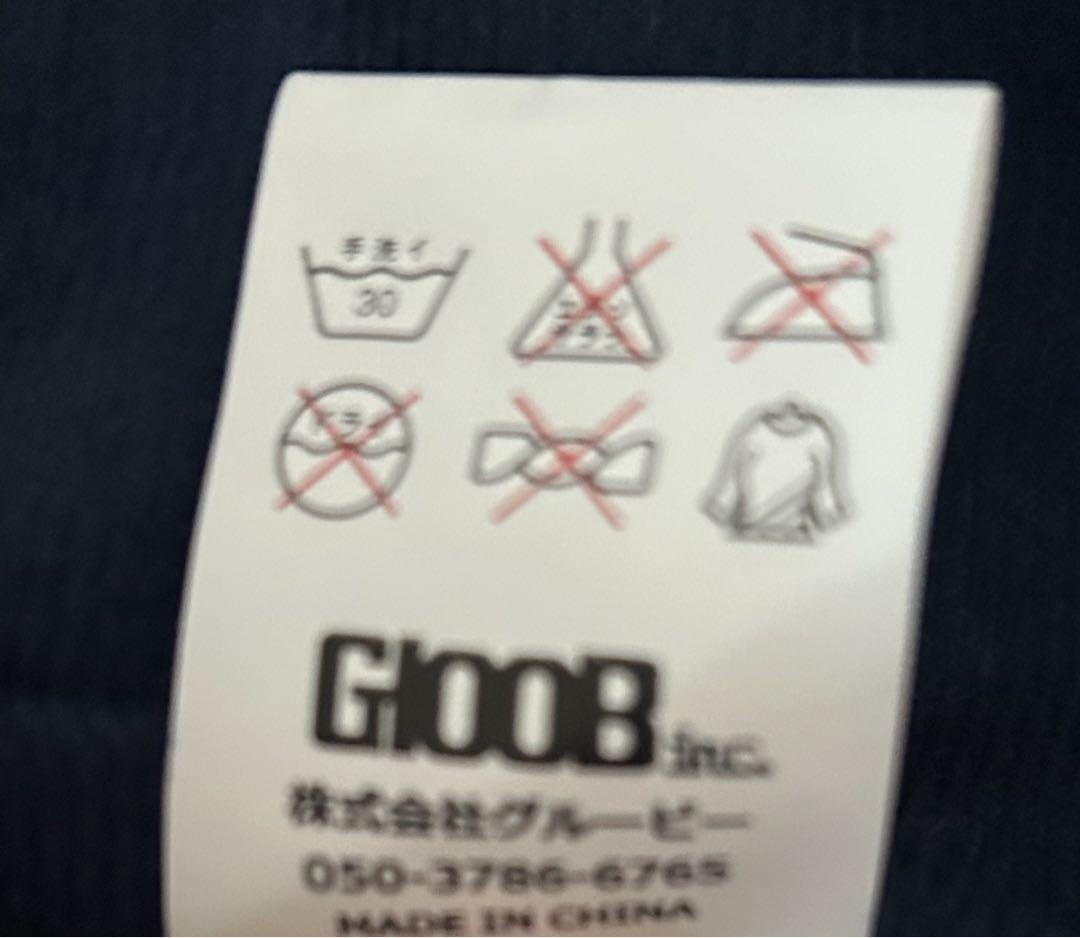 手洗イ
30
エンソ
サラシ
ドライ
GlOOB inc.
株式会社グルービー
050-3786-6765
MADE IN CHINA